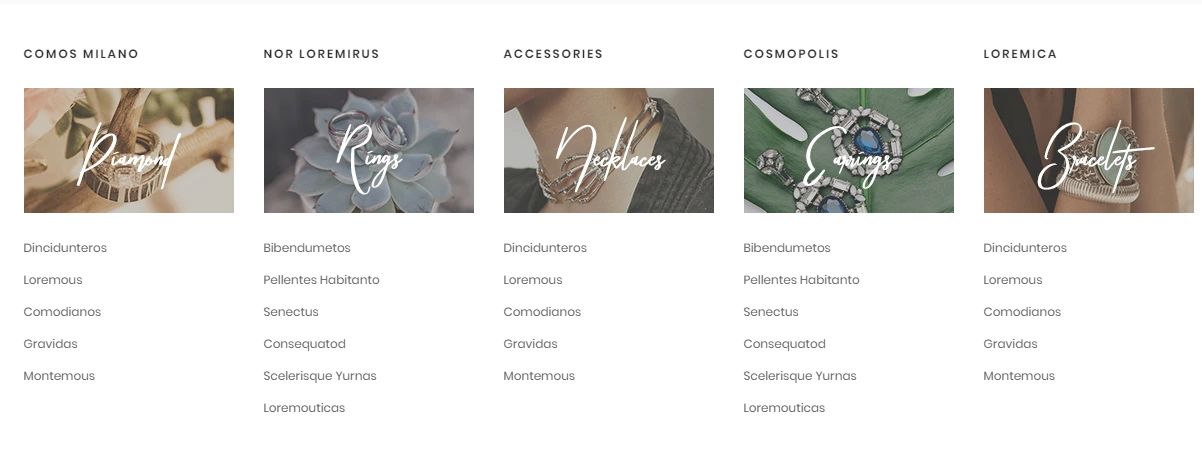 COMOS MILANO
Diamond
Dincidunteros
Loremous
Comodianos
Gravidas
Montemous
NOR LOREMIRUS
Rings
Bibendumetos
Pellentes Habitanto
Senectus
Consequatod
Scelerisque Yurnas
Loremouticas
ACCESSORIES
Necklaces
Dincidunteros
Loremous
Comodianos
Gravidas
Montemous
COSMOPOLIS
Earings
Bibendumetos
Pellentes Habitanto
Senectus
Consequatod
Scelerisque Yurnas
Loremouticas
LOREMICA
Bracelets
Dincidunteros
Loremous
Comodianos
Gravidas
Montemous